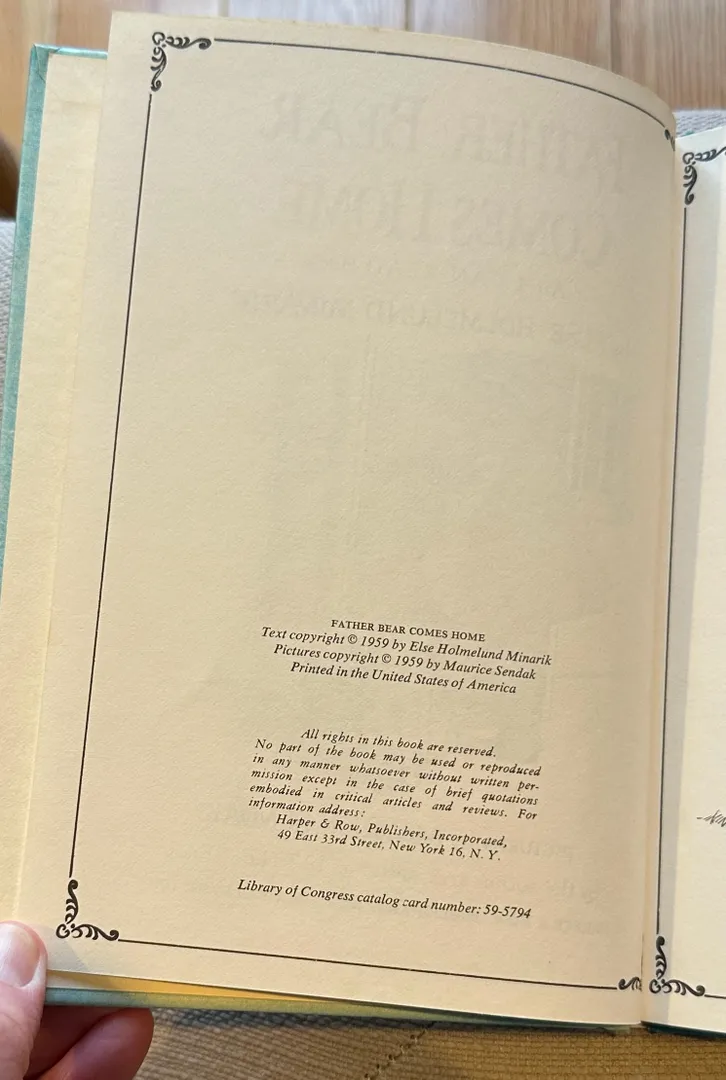 FATHER BEAR COMES HOME
Text copyright © 1959 by Else Holmelund Minarik
Pictures copyright © 1959 by Maurice Sendak
Printed in the United States of America
All rights in this book are reserved.
No part of the book may be used or reproduced
in any manner whatsoever without written per-
mission except in the case of brief quotations
embodied in critical articles and reviews. For
information address:
Harper & Row, Publishers, Incorporated,
49 East 33rd Street, New York 16, N. Y.
Library of Congress catalog card number: 59-5794